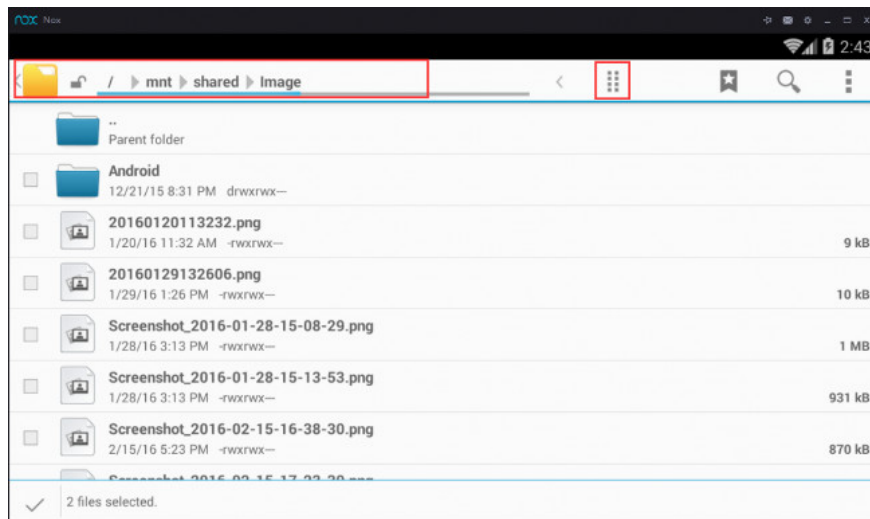 nox Nox
2:43
/ mnt shared Image
..
Parent folder
Android
12/21/15 8:31 PM drwxrwx---
20160120113232.png
1/20/16 11:32 AM -rwxrwx---
9 kB
20160129132606.png
1/29/16 1:26 PM -rwxrwx---
10 kB
Screenshot_2016-01-28-15-08-29.png
1/28/16 3:13 PM -rwxrwx---
1 MB
Screenshot_2016-01-28-15-13-53.png
1/28/16 3:13 PM -rwxrwx---
931 kB
Screenshot_2016-02-15-16-38-30.png
2/15/16 5:23 PM -rwxrwx---
870 kB
2 files selected.